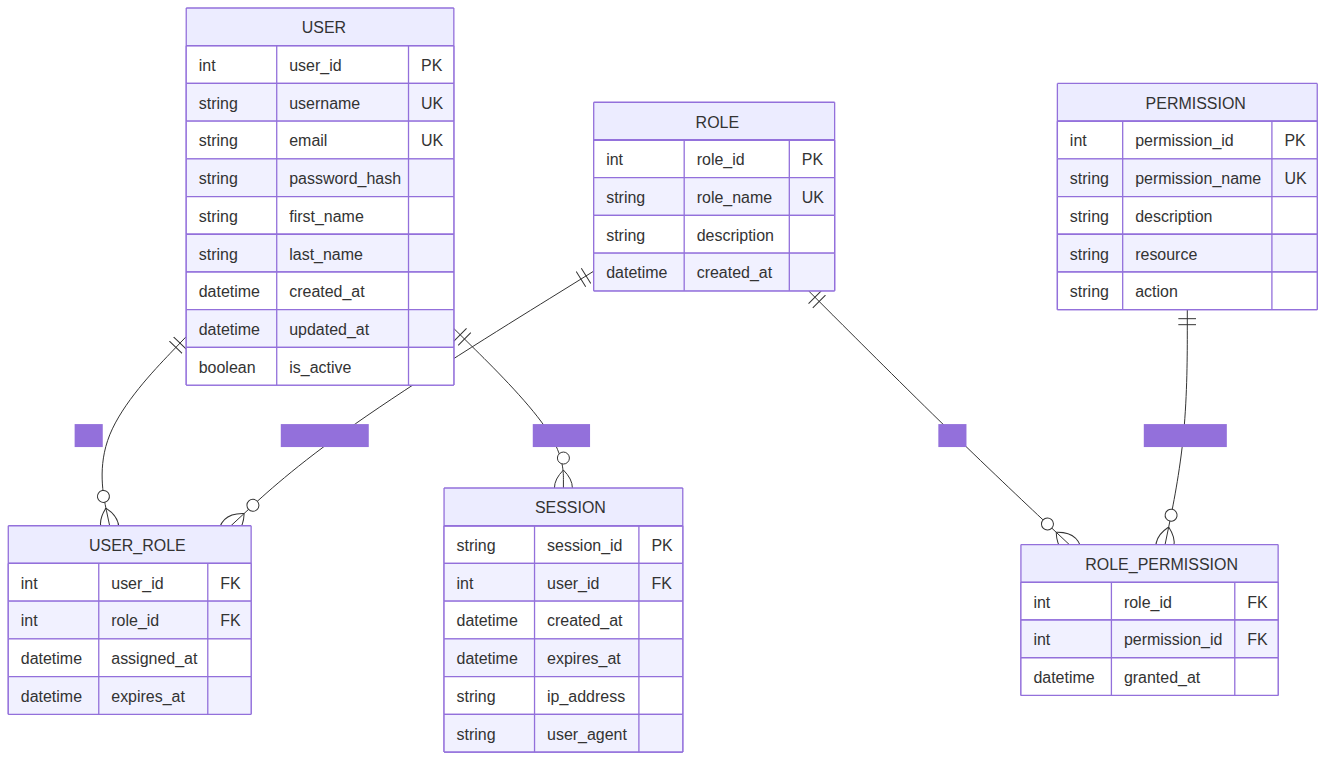 USER
int user_id PK
string username UK
string email UK
string password_hash
string first_name
string last_name
datetime created_at
datetime updated_at
boolean is_active
ROLE
int role_id PK
string role_name UK
string description
datetime created_at
PERMISSION
int permission_id PK
string permission_name UK
string description
string resource
string action
USER_ROLE
int user_id FK
int role_id FK
datetime assigned_at
datetime expires_at
SESSION
string session_id PK
int user_id FK
datetime created_at
datetime expires_at
string ip_address
string user_agent
ROLE_PERMISSION
int role_id FK
int permission_id FK
datetime granted_at